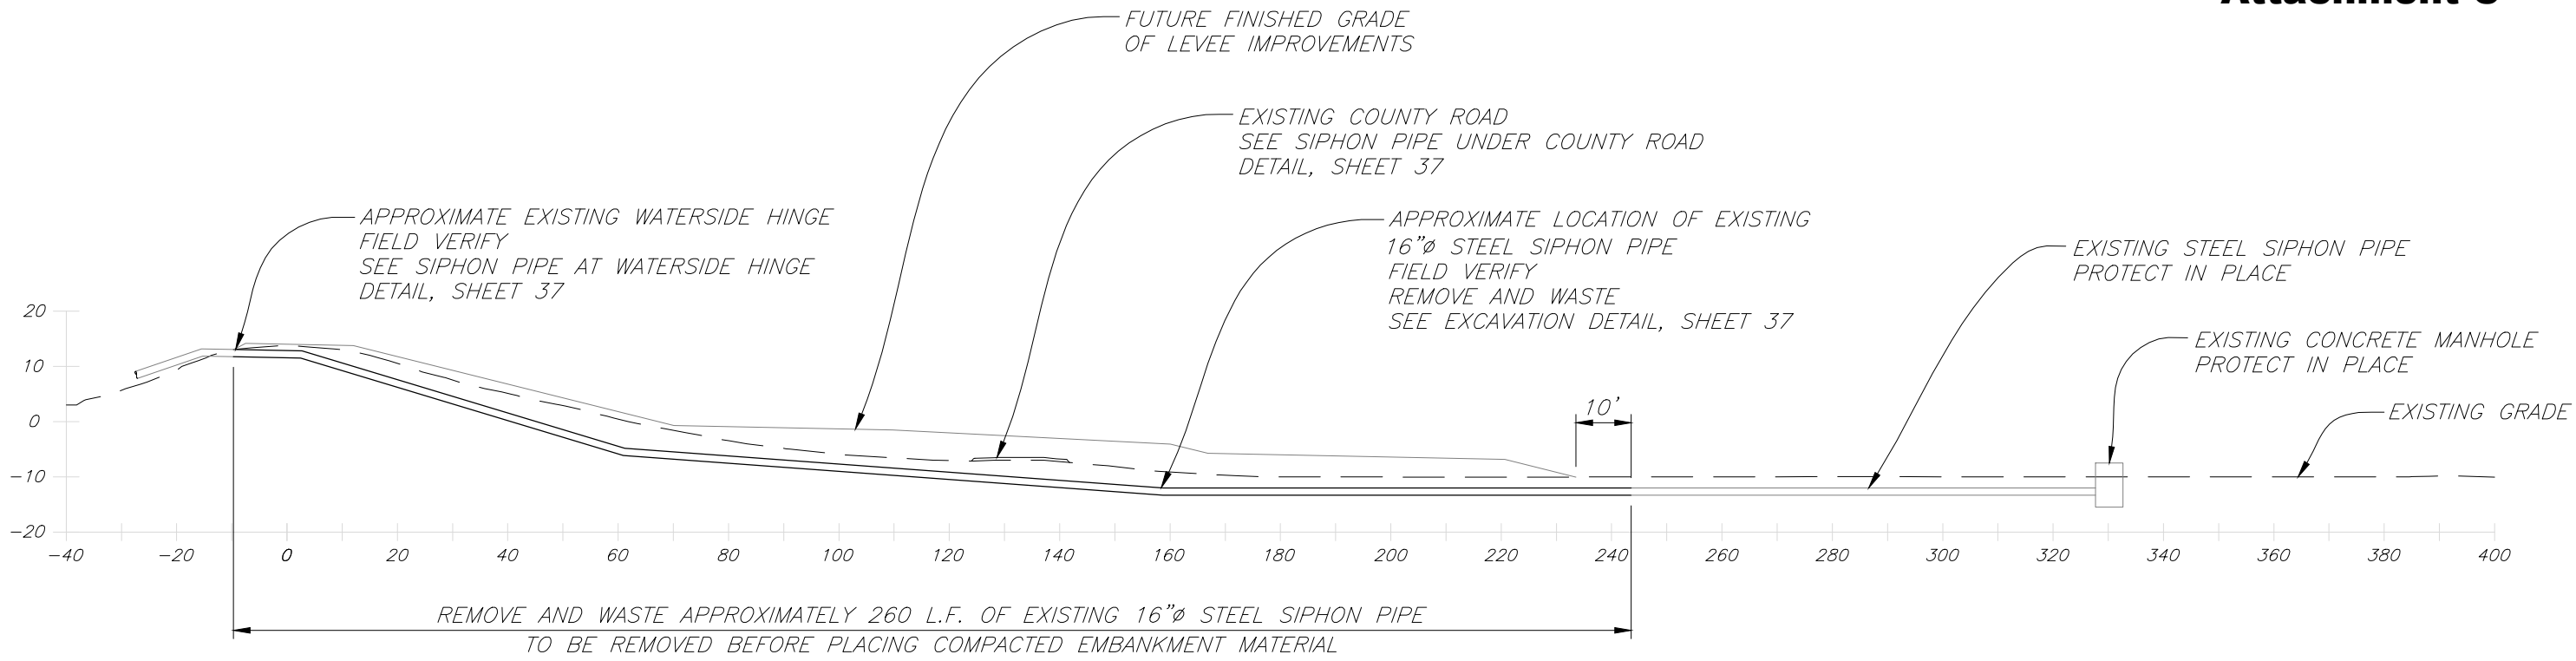 FUTURE FINISHED GRADE
OF LEVEE IMPROVEMENTS
EXISTING COUNTY ROAD
SEE SIPHON PIPE UNDER COUNTY ROAD
DETAIL, SHEET 37
APPROXIMATE EXISTING WATERSIDE HINGE
FIELD VERIFY
SEE SIPHON PIPE AT WATERSIDE HINGE
DETAIL, SHEET 37
APPROXIMATE LOCATION OF EXISTING
16"ø STEEL SIPHON PIPE
FIELD VERIFY
REMOVE AND WASTE
SEE EXCAVATION DETAIL, SHEET 37
EXISTING STEEL SIPHON PIPE
PROTECT IN PLACE
EXISTING CONCRETE MANHOLE
PROTECT IN PLACE
EXISTING GRADE
10'
20
10
0
-10
-20
-40 -20 0 20 40 60 80 100 120 140 160 180 200 220 240 260 280 300 320 340 360 380 400
REMOVE AND WASTE APPROXIMATELY 260 L.F. OF EXISTING 16"ø STEEL SIPHON PIPE
TO BE REMOVED BEFORE PLACING COMPACTED EMBANKMENT MATERIAL